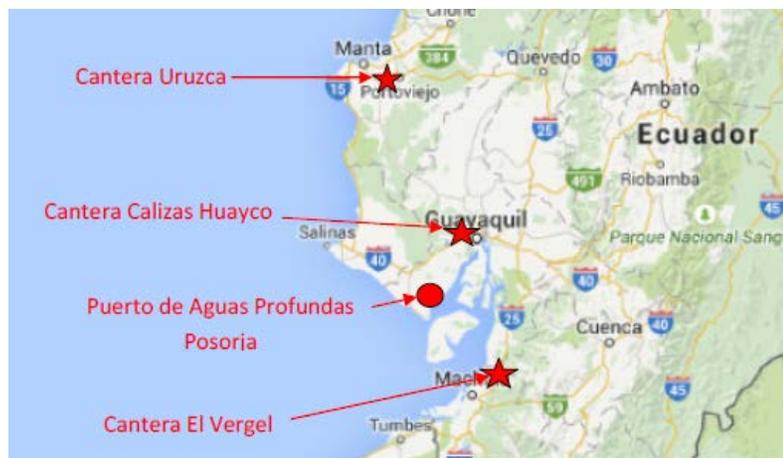 Chone
Manta
384
Quevedo
30
Cantera Uruzca
15
Portoviejo
Ambato
25
Ecuador
491
Riobamba
Cantera Calizas Huayco
Guayaquil
Salinas
Parque Nacional Sang
45
40
40
Puerto de Aguas Profundas
Posorja
25
Cuenca
40
Mach
45
Cantera El Vergel
59
Tumbes